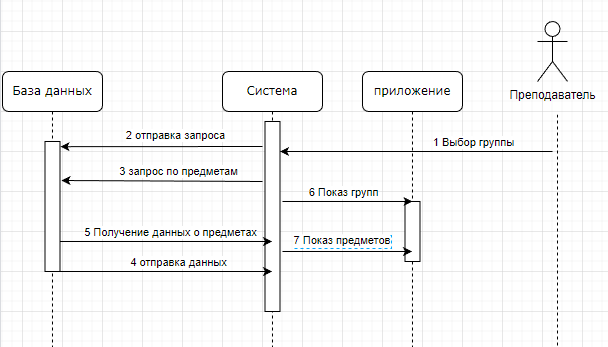 База данных
Система
приложение
Преподаватель
2 отправка запроса
1 Выбор группы
3 запрос по предметам
6 Показ групп
5 Получение данных о предметах
7 Показ предметов
4 отправка данных